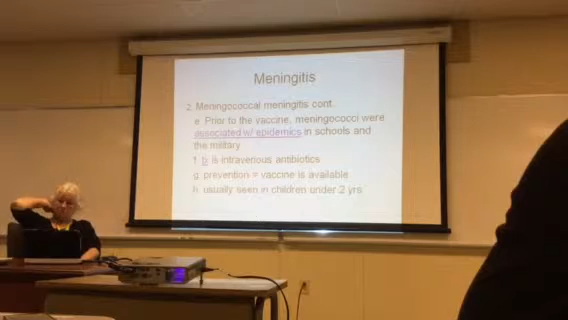 Meningitis
2. Meningococcal meningitis cont.
e. Prior to the vaccine, meningococci were
associated w/ epidemics in schools and
the military
f. is intravenous antibiotics
g. prevention = vaccine is available
h. usually seen in children under 2 yrs